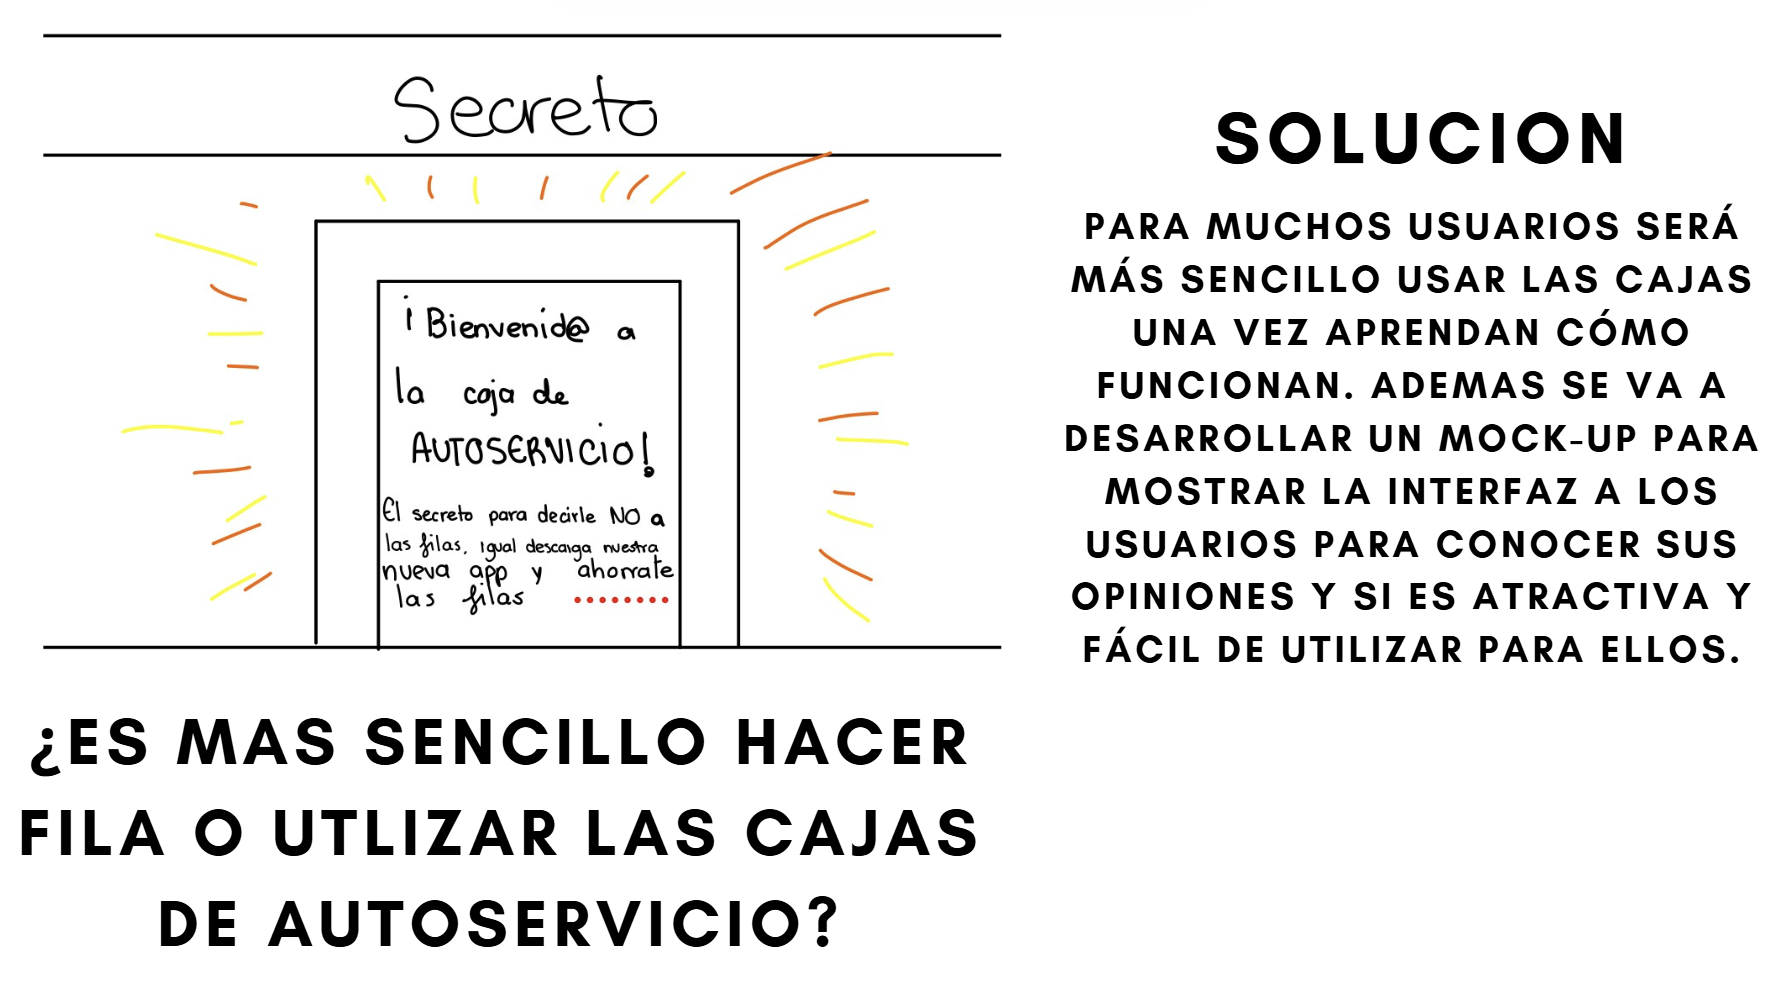 Secreto
¡Bienvenid@ a
la caja de
AUTOSERVICIO!
El secreto para decirle NO a
las filas, igual descarga nuestra
nueva app y ahorrate
las filas ........
¿ES MAS SENCILLO HACER
FILA O UTLIZAR LAS CAJAS
DE AUTOSERVICIO?
SOLUCION
PARA MUCHOS USUARIOS SERÁ
MÁS SENCILLO USAR LAS CAJAS
UNA VEZ APRENDAN CÓMO
FUNCIONAN. ADEMAS SE VA A
DESARROLLAR UN MOCK-UP PARA
MOSTRAR LA INTERFAZ A LOS
USUARIOS PARA CONOCER SUS
OPINIONES Y SI ES ATRACTIVA Y
FÁCIL DE UTILIZAR PARA ELLOS.